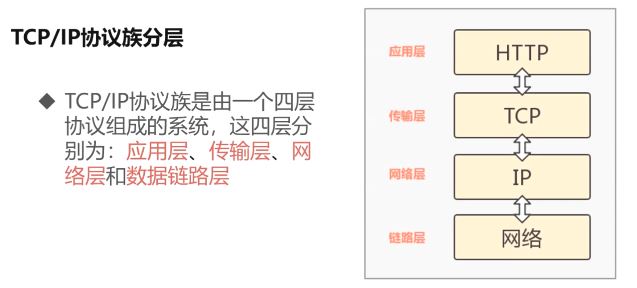 TCP/IP协议族分层
◆ TCP/IP协议族是由一个四层
协议组成的系统，这四层分
别为：应用层、传输层、网
络层和数据链路层
应用层 HTTP
传输层 TCP
网络层 IP
链路层 网络